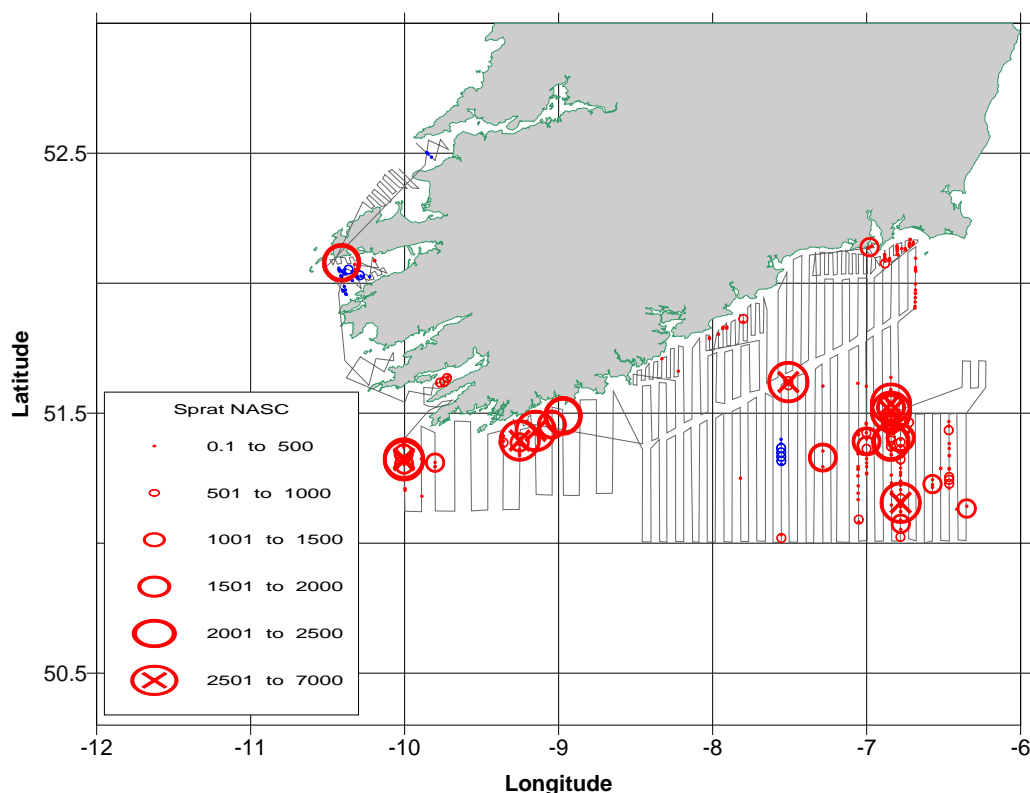 52.5
51.5
50.5
Latitude
Sprat NASC
0.1 to 500
501 to 1000
1001 to 1500
1501 to 2000
2001 to 2500
2501 to 7000
-12 -11 -10 -9 -8 -7 -6
Longitude